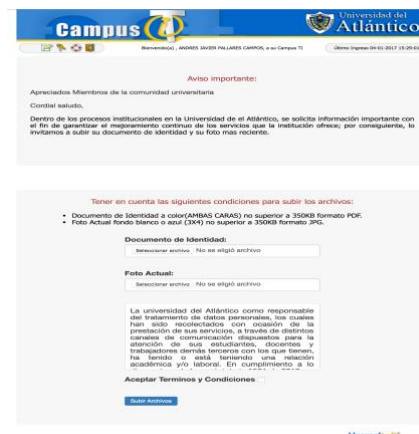 Campus
Universidad del
Atlántico
Bienvenido(a) , ANDRES JAVIER PALLARES CAMPOS, a su Campus TI
Último Ingreso 04-01-2017 15:29:01
Aviso importante:
Apreciados Miembros de la comunidad universitaria
Cordial saludo,
Dentro de los procesos institucionales en la Universidad de el Atlántico, se solicita información importante con
el fin de garantizar el mejoramiento continuo de los servicios que la institución ofrece; por consiguiente, lo
invitamos a subir su documento de identidad y su foto mas reciente.
Tener en cuenta las siguientes condiciones para subir los archivos:
• Documento de Identidad a color(AMBAS CARAS) no superior a 350KB formato PDF.
• Foto Actual fondo blanco o azul (3X4) no superior a 350KB formato JPG.
Documento de Identidad:
Seleccionar archivo No se eligió archivo
Foto Actual:
Seleccionar archivo No se eligió archivo
La universidad del Atlántico como responsable
del tratamiento de datos personales, los cuales
han sido recolectados con ocasión de la
prestación de sus servicios, a través de distintos
canales de comunicación dispuestos para la
atención de sus estudiantes, docentes y
trabajadores demás terceros con los que tienen,
ha tenido o está teniendo una relación
académica y/o laboral. En cumplimiento a lo
Aceptar Terminos y Condiciones
Subir Archivos